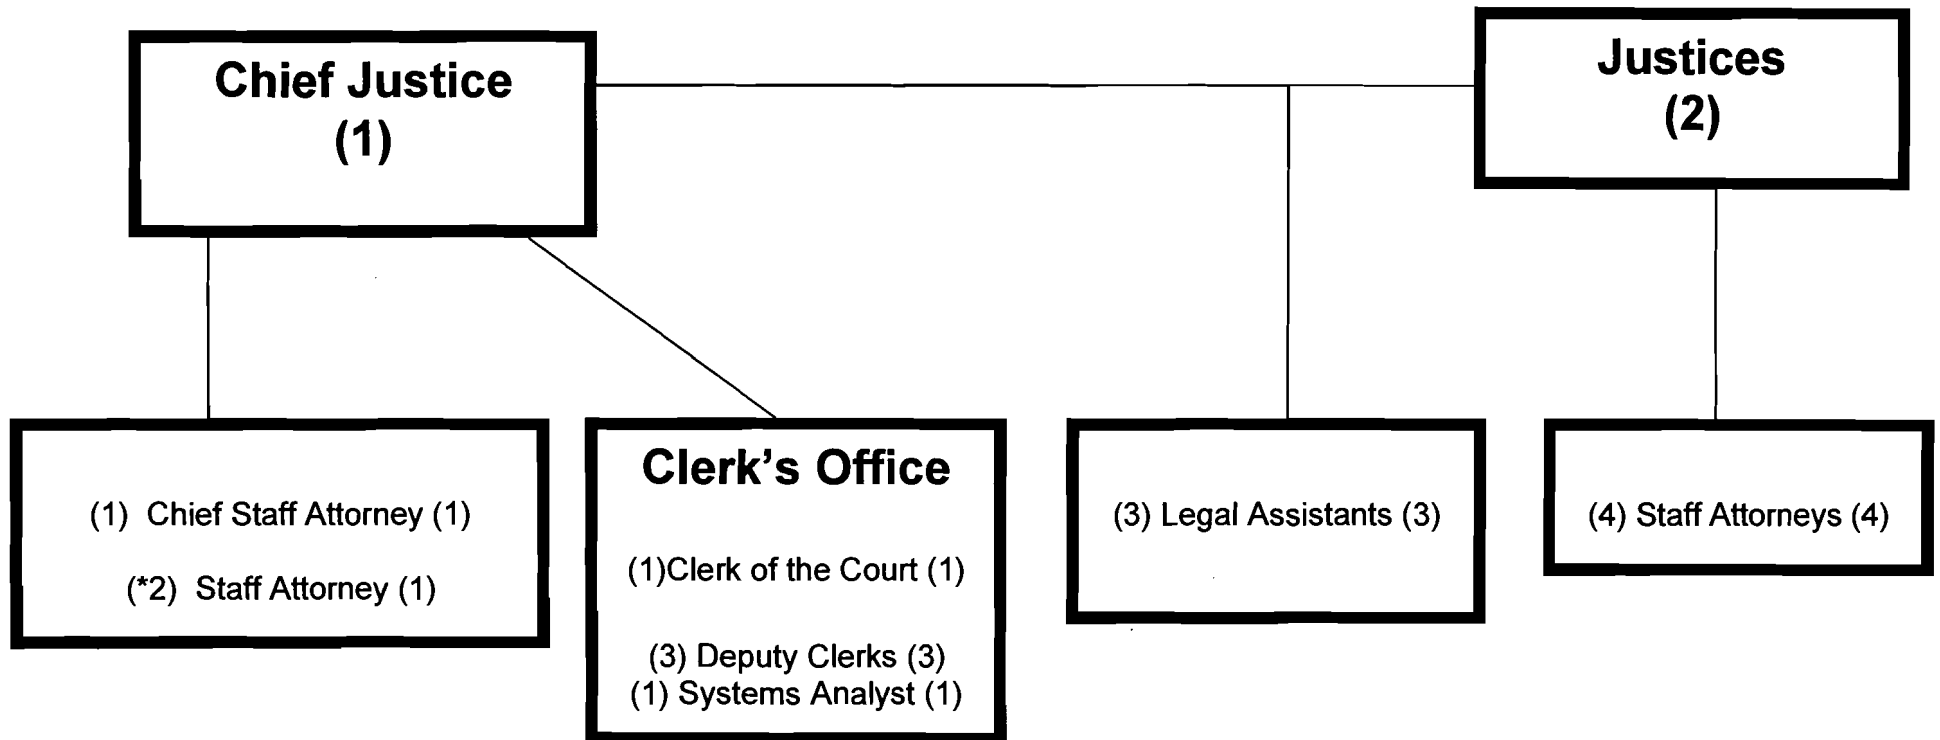 Chief Justice
(1)
Justices
(2)
(1) Chief Staff Attorney (1)
(*2) Staff Attorney (1)
Clerk's Office
(1)Clerk of the Court (1)
(3) Deputy Clerks (3)
(1) Systems Analyst (1)
(3) Legal Assistants (3)
(4) Staff Attorneys (4)